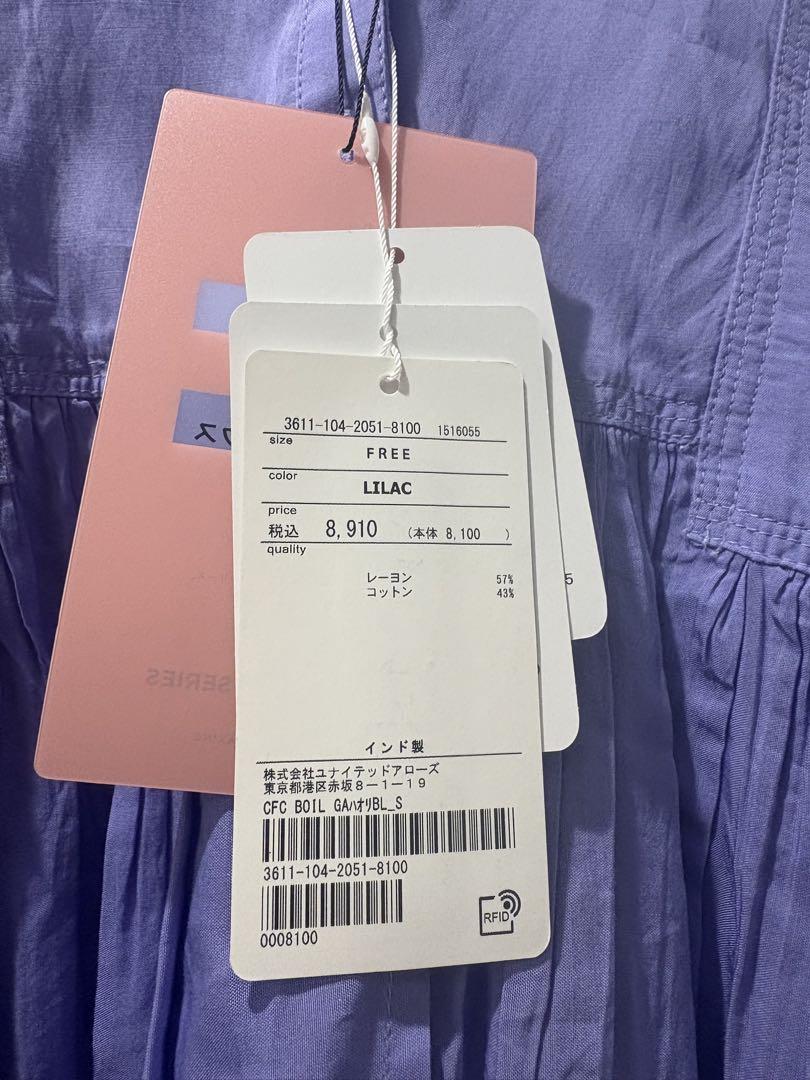 3611-104-2051-8100 1516055
size
FREE
color
LILAC
price
税込 8,910 (本体 8,100 )
quality
レーヨン 57%
コットン 43%
インド製
株式会社ユナイテッドアローズ
東京都港区赤坂8-1-19
CFC BOIL GAﾊｵﾘBL_S
3611-104-2051-8100
0008100
RFID
5
ス
SERIES